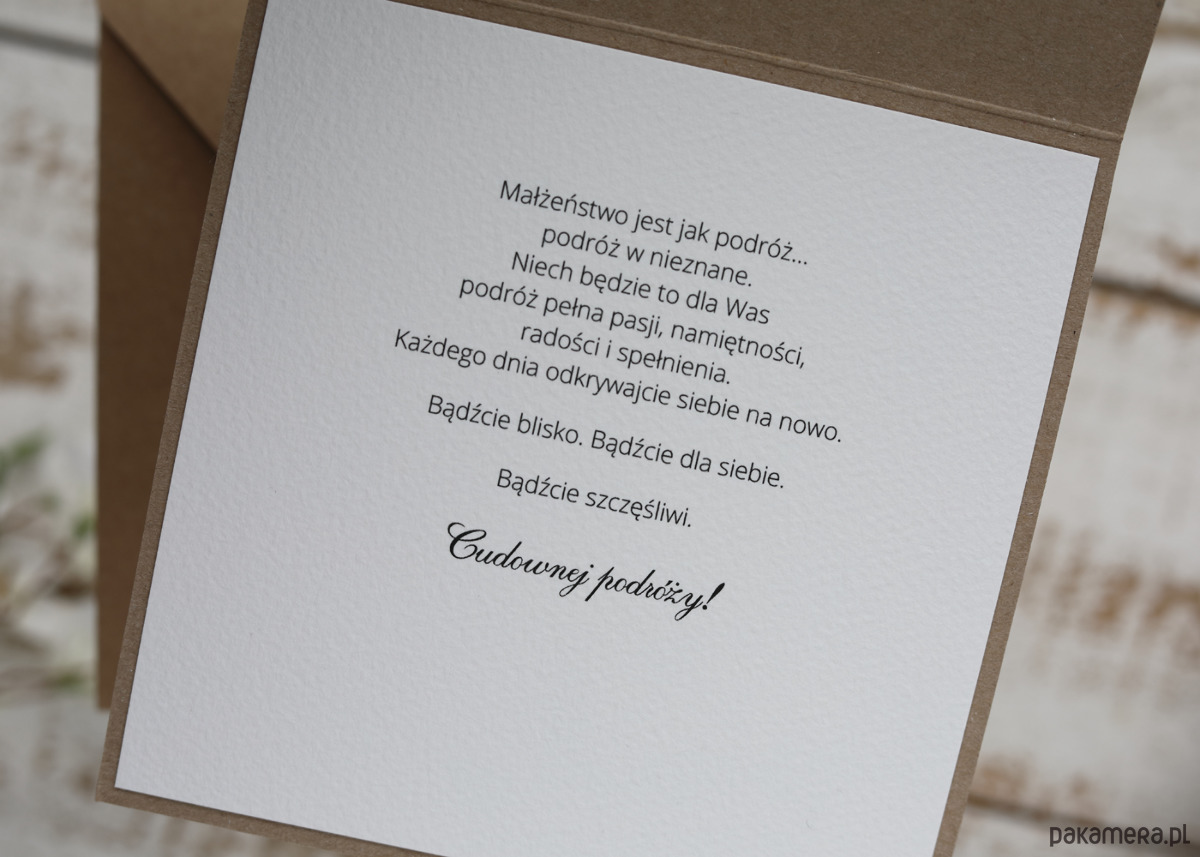 Małżeństwo jest jak podróż...
podróż w nieznane.
Niech będzie to dla Was
podróż pełna pasji, namiętności,
radości i spełnienia.
Każdego dnia odkrywajcie siebie na nowo.
Bądźcie blisko. Bądźcie dla siebie.
Bądźcie szczęśliwi.
Cudownej podróży!
pakamera.pl